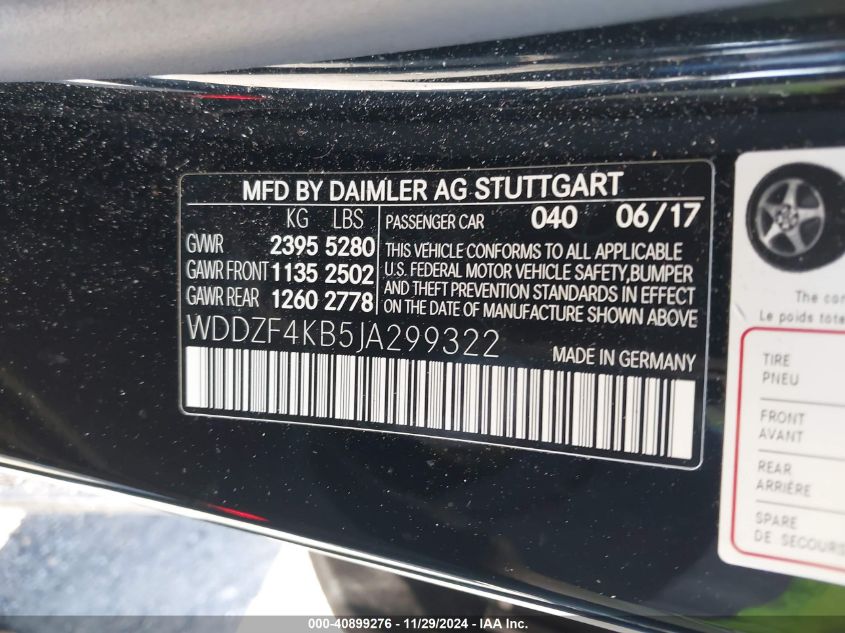 MFD BY DAIMLER AG STUTTGART
KG LBS
GVWR 2395 5280
GAWR FRONT 1135 2502
GAWR REAR 1260 2778
PASSENGER CAR 040 06/17
THIS VEHICLE CONFORMS TO ALL APPLICABLE
U.S. FEDERAL MOTOR VEHICLE SAFETY, BUMPER
AND THEFT PREVENTION STANDARDS IN EFFECT
ON THE DATE OF MANUFACTURE SHOWN ABOVE
WDDZF4KB5JA299322
MADE IN GERMANY
The
Le poids
TIRE
PNEU
FRONT
AVANT
REAR
ARRIÈRE
SPARE
DE SECOURS
000-40899276 - 11/29/2024 - IAA Inc.